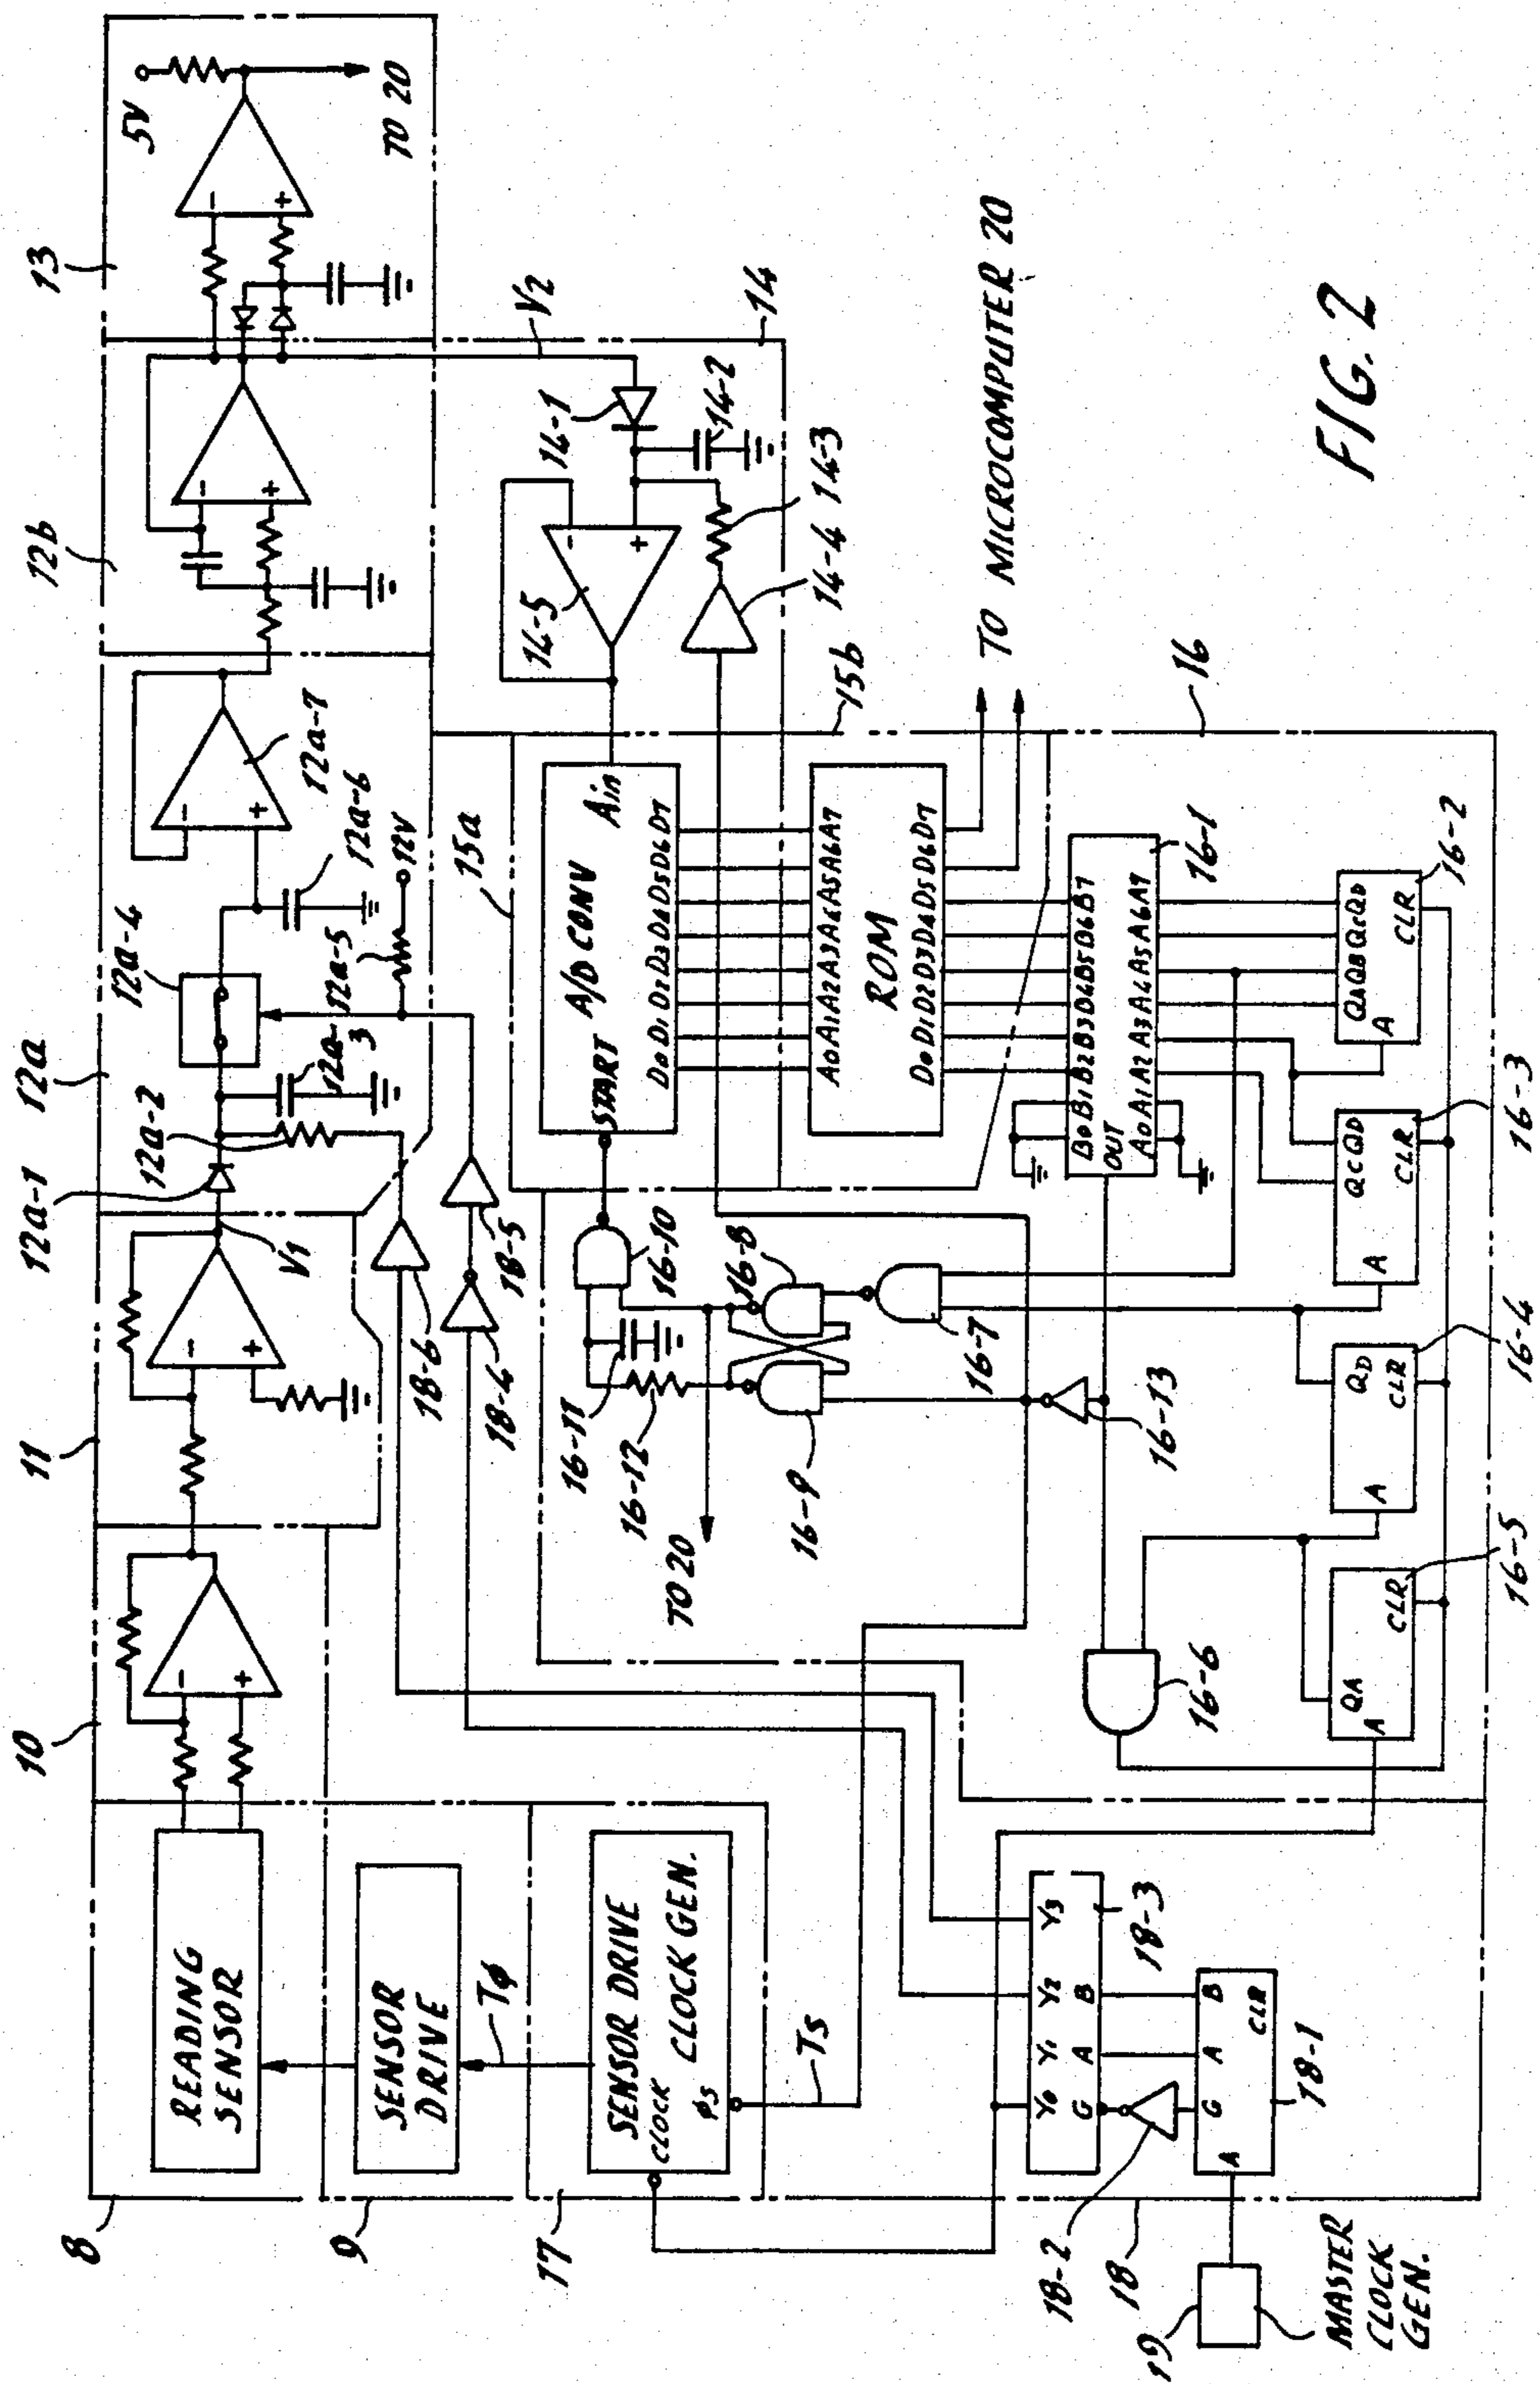 8
10
11
12a
12b
13
READING
SENSOR
SENSOR
DRIVE
9
Tφ
SENSOR DRIVE
CLOCK GEN.
CLOCK
φs
17
Ts
−
+
−
+
V1
12a-1
12a-2
12a-3
12a-4
12a-5
12V
12a-6
12a-7
−
+
−
+
−
+
5V
TO 20
V2
14
14-1
14-2
14-3
14-4
14-5
−
+
18-6
18-4
18-5
15a
START
A/D CONV
Ain
D0 D1 D2 D3 D4 D5 D6 D7
A0 A1 A2 A3 A4 A5 A6 A7
ROM
D0 D1 D2 D3 D4 D5 D6 D7
15b
TO MICROCOMPUTER 20
16
B0 B1 B2 B3 B4 B5 B6 B7
OUT
A0 A1 A2 A3 A4 A5 A6 A7
16-1
QA QB QC QD
A
CLR
16-2
QC QD
A
CLR
16-3
QD
A
CLR
16-4
QA
A
CLR
16-5
16-6
16-7
16-8
16-9
16-10
16-11
16-12
16-13
TO 20
Y0 Y1 Y2 Y3
G A B
18-3
18-2
G A B
A
CLR
18-1
18
19
MASTER
CLOCK
GEN.
FIG. 2